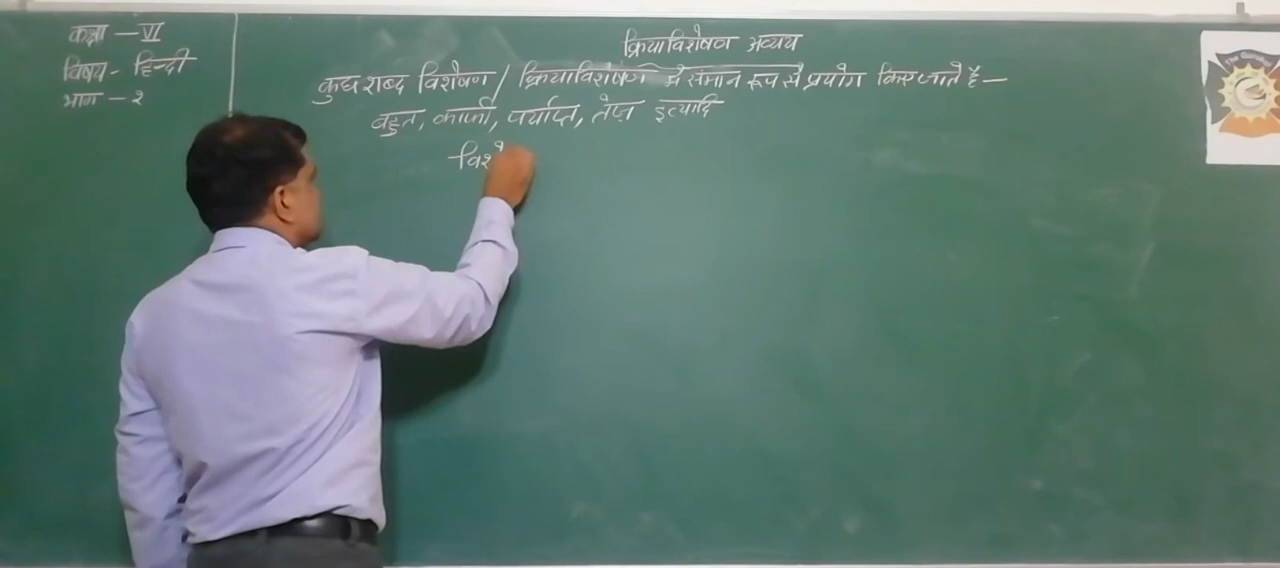 कक्षा - VI
विषय - हिन्दी
भाग - २
क्रियाविशेषण अव्यय
कुछ शब्द विशेषण / क्रियाविशेषण में समान रूप से प्रयोग किए जाते हैं -
बहुत, काफी, पर्याप्त, तेज़ इत्यादि
विशे